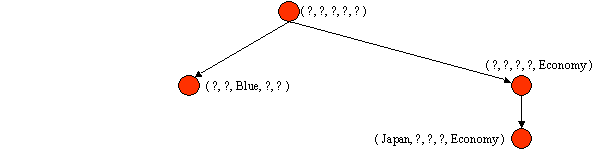 ( ?, ?, ?, ?, ? )
( ?, ?, ?, ?, Economy )
( ?, ?, Blue, ?, ? )
( Japan, ?, ?, ?, Economy )